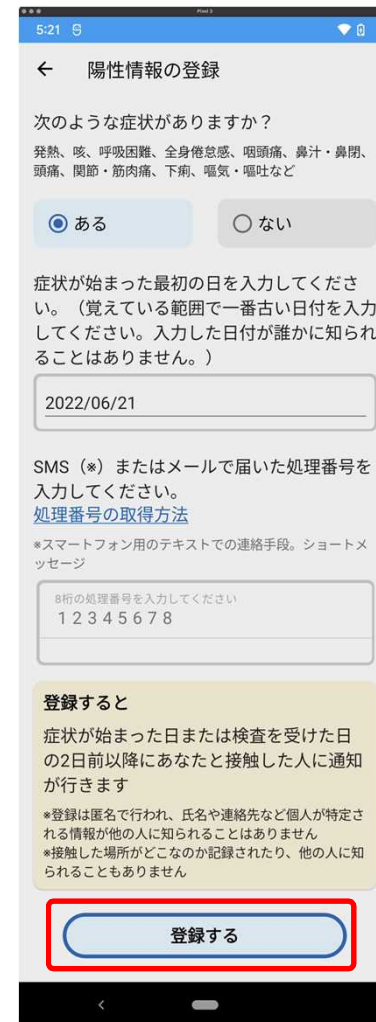 Pixel 3
5:21
陽性情報の登録
次のような症状がありますか？
発熱、咳、呼吸困難、全身倦怠感、咽頭痛、鼻汁・鼻閉、
頭痛、関節・筋肉痛、下痢、嘔気・嘔吐など
ある
ない
症状が始まった最初の日を入力してくださ
い。（覚えている範囲で一番古い日付を入力
してください。入力した日付が誰かに知られ
ることはありません。）
2022/06/21
SMS（※）またはメールで届いた処理番号を
入力してください。
処理番号の取得方法
※スマートフォン用のテキストでの連絡手段。ショートメ
ッセージ
8桁の処理番号を入力してください
１２３４５６７８
登録すると
症状が始まった日または検査を受けた日
の2日前以降にあなたと接触した人に通知
が行きます
※登録は匿名で行われ、氏名や連絡先など個人が特定さ
れる情報が他の人に知られることはありません
※接触した場所がどこなのか記録されたり、他の人に知
られることもありません
登録する